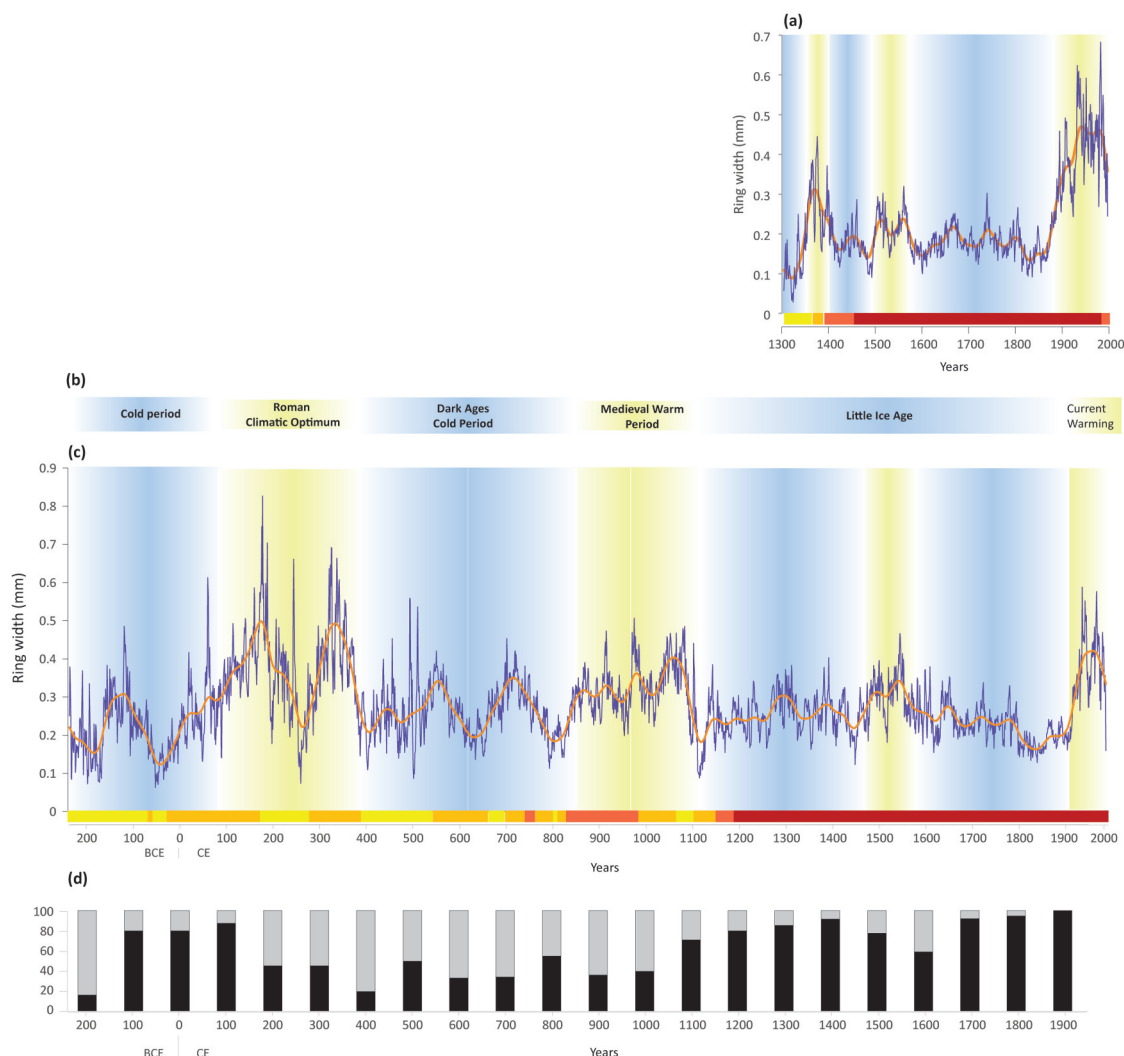 (a)
Ring width (mm)
0.7
0.6
0.5
0.4
0.3
0.2
0.1
0
1300 1400 1500 1600 1700 1800 1900 2000
Years
(b)
Cold period
Roman
Climatic Optimum
Dark Ages
Cold Period
Medieval Warm
Period
Little Ice Age
Current
Warming
(c)
Ring width (mm)
0.9
0.8
0.7
0.6
0.5
0.4
0.3
0.2
0.1
0
200 100 0 100 200 300 400 500 600 700 800 900 1000 1100 1200 1300 1400 1500 1600 1700 1800 1900 2000
BCE CE
Years
(d)
100
80
60
40
20
0
200 100 0 100 200 300 400 500 600 700 800 900 1000 1100 1200 1300 1400 1500 1600 1700 1800 1900
BCE CE
Years